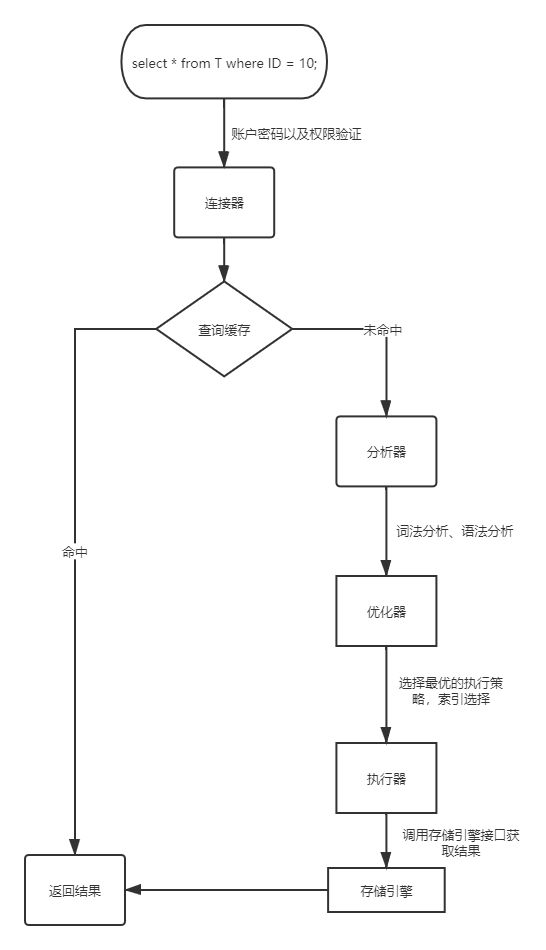 select * from T where ID = 10;
账户密码以及权限验证
连接器
查询缓存
未命中
分析器
词法分析、语法分析
命中
优化器
选择最优的执行策
略，索引选择
执行器
调用存储引擎接口获
取结果
返回结果
存储引擎